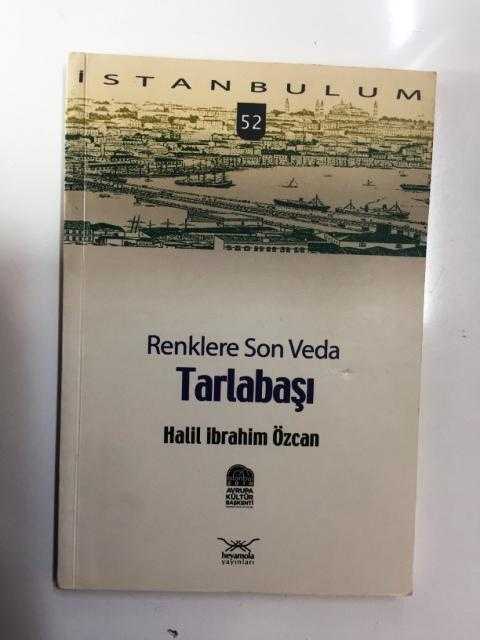 İSTANBULUM
52
Renklere Son Veda
Tarlabaşı
Halil Ibrahim Özcan
AVRUPA
KÜLTÜR
BAŞKENTİ
heyamola
yayınları